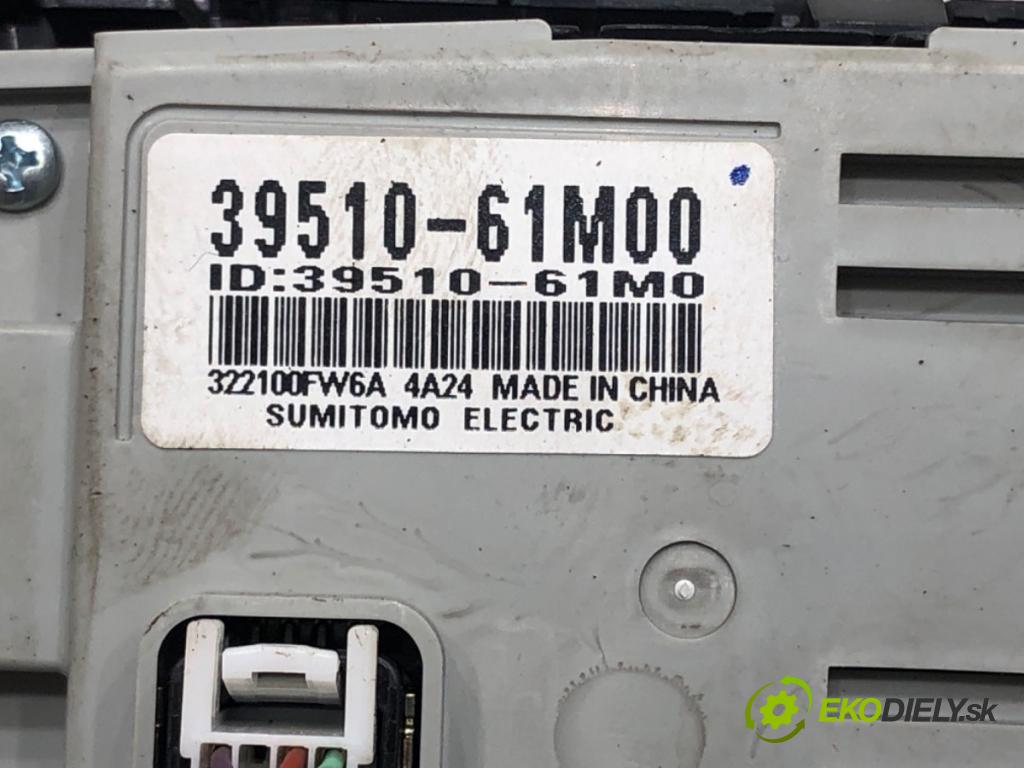 39510-61M00
ID:39510-61M0
322100FW6A 4A24 MADE IN CHINA
SUMITOMO ELECTRIC
EKODIELY.sk